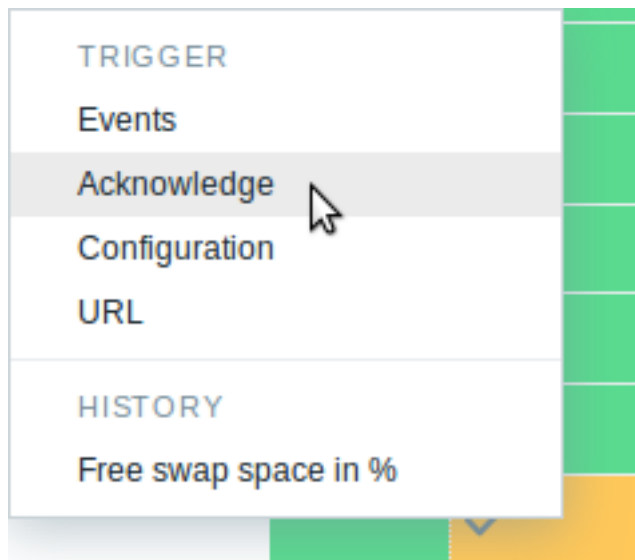 TRIGGER
Events
Acknowledge
Configuration
URL
HISTORY
Free swap space in %